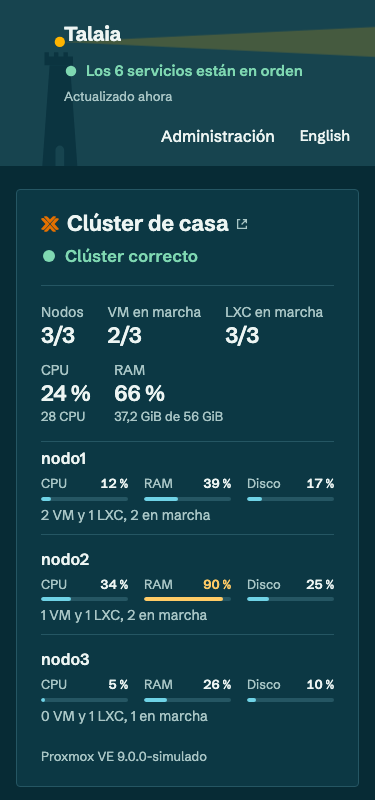 Talaia
Los 6 servicios están en orden
Actualizado ahora
Administración English
Clúster de casa
Clúster correcto
Nodos VM en marcha LXC en marcha
3/3 2/3 3/3
CPU RAM
24 % 66 %
28 CPU 37,2 GiB de 56 GiB
nodo1
CPU 12 % RAM 39 % Disco 17 %
2 VM y 1 LXC, 2 en marcha
nodo2
CPU 34 % RAM 90 % Disco 25 %
1 VM y 1 LXC, 2 en marcha
nodo3
CPU 5 % RAM 26 % Disco 10 %
0 VM y 1 LXC, 1 en marcha
Proxmox VE 9.0.0-simulado